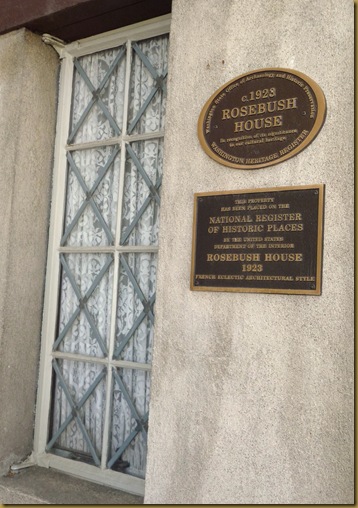 Washington State Office of Archaeology and Historic Preservation
c.1923
ROSEBUSH
HOUSE
In recognition of its significance
to our cultural heritage.
WASHINGTON HERITAGE REGISTER
THIS PROPERTY
HAS BEEN PLACED ON THE
NATIONAL REGISTER
OF HISTORIC PLACES
BY THE UNITED STATES
DEPARTMENT OF THE INTERIOR
ROSEBUSH HOUSE
1923
FRENCH ECLECTIC ARCHITECTURAL STYLE